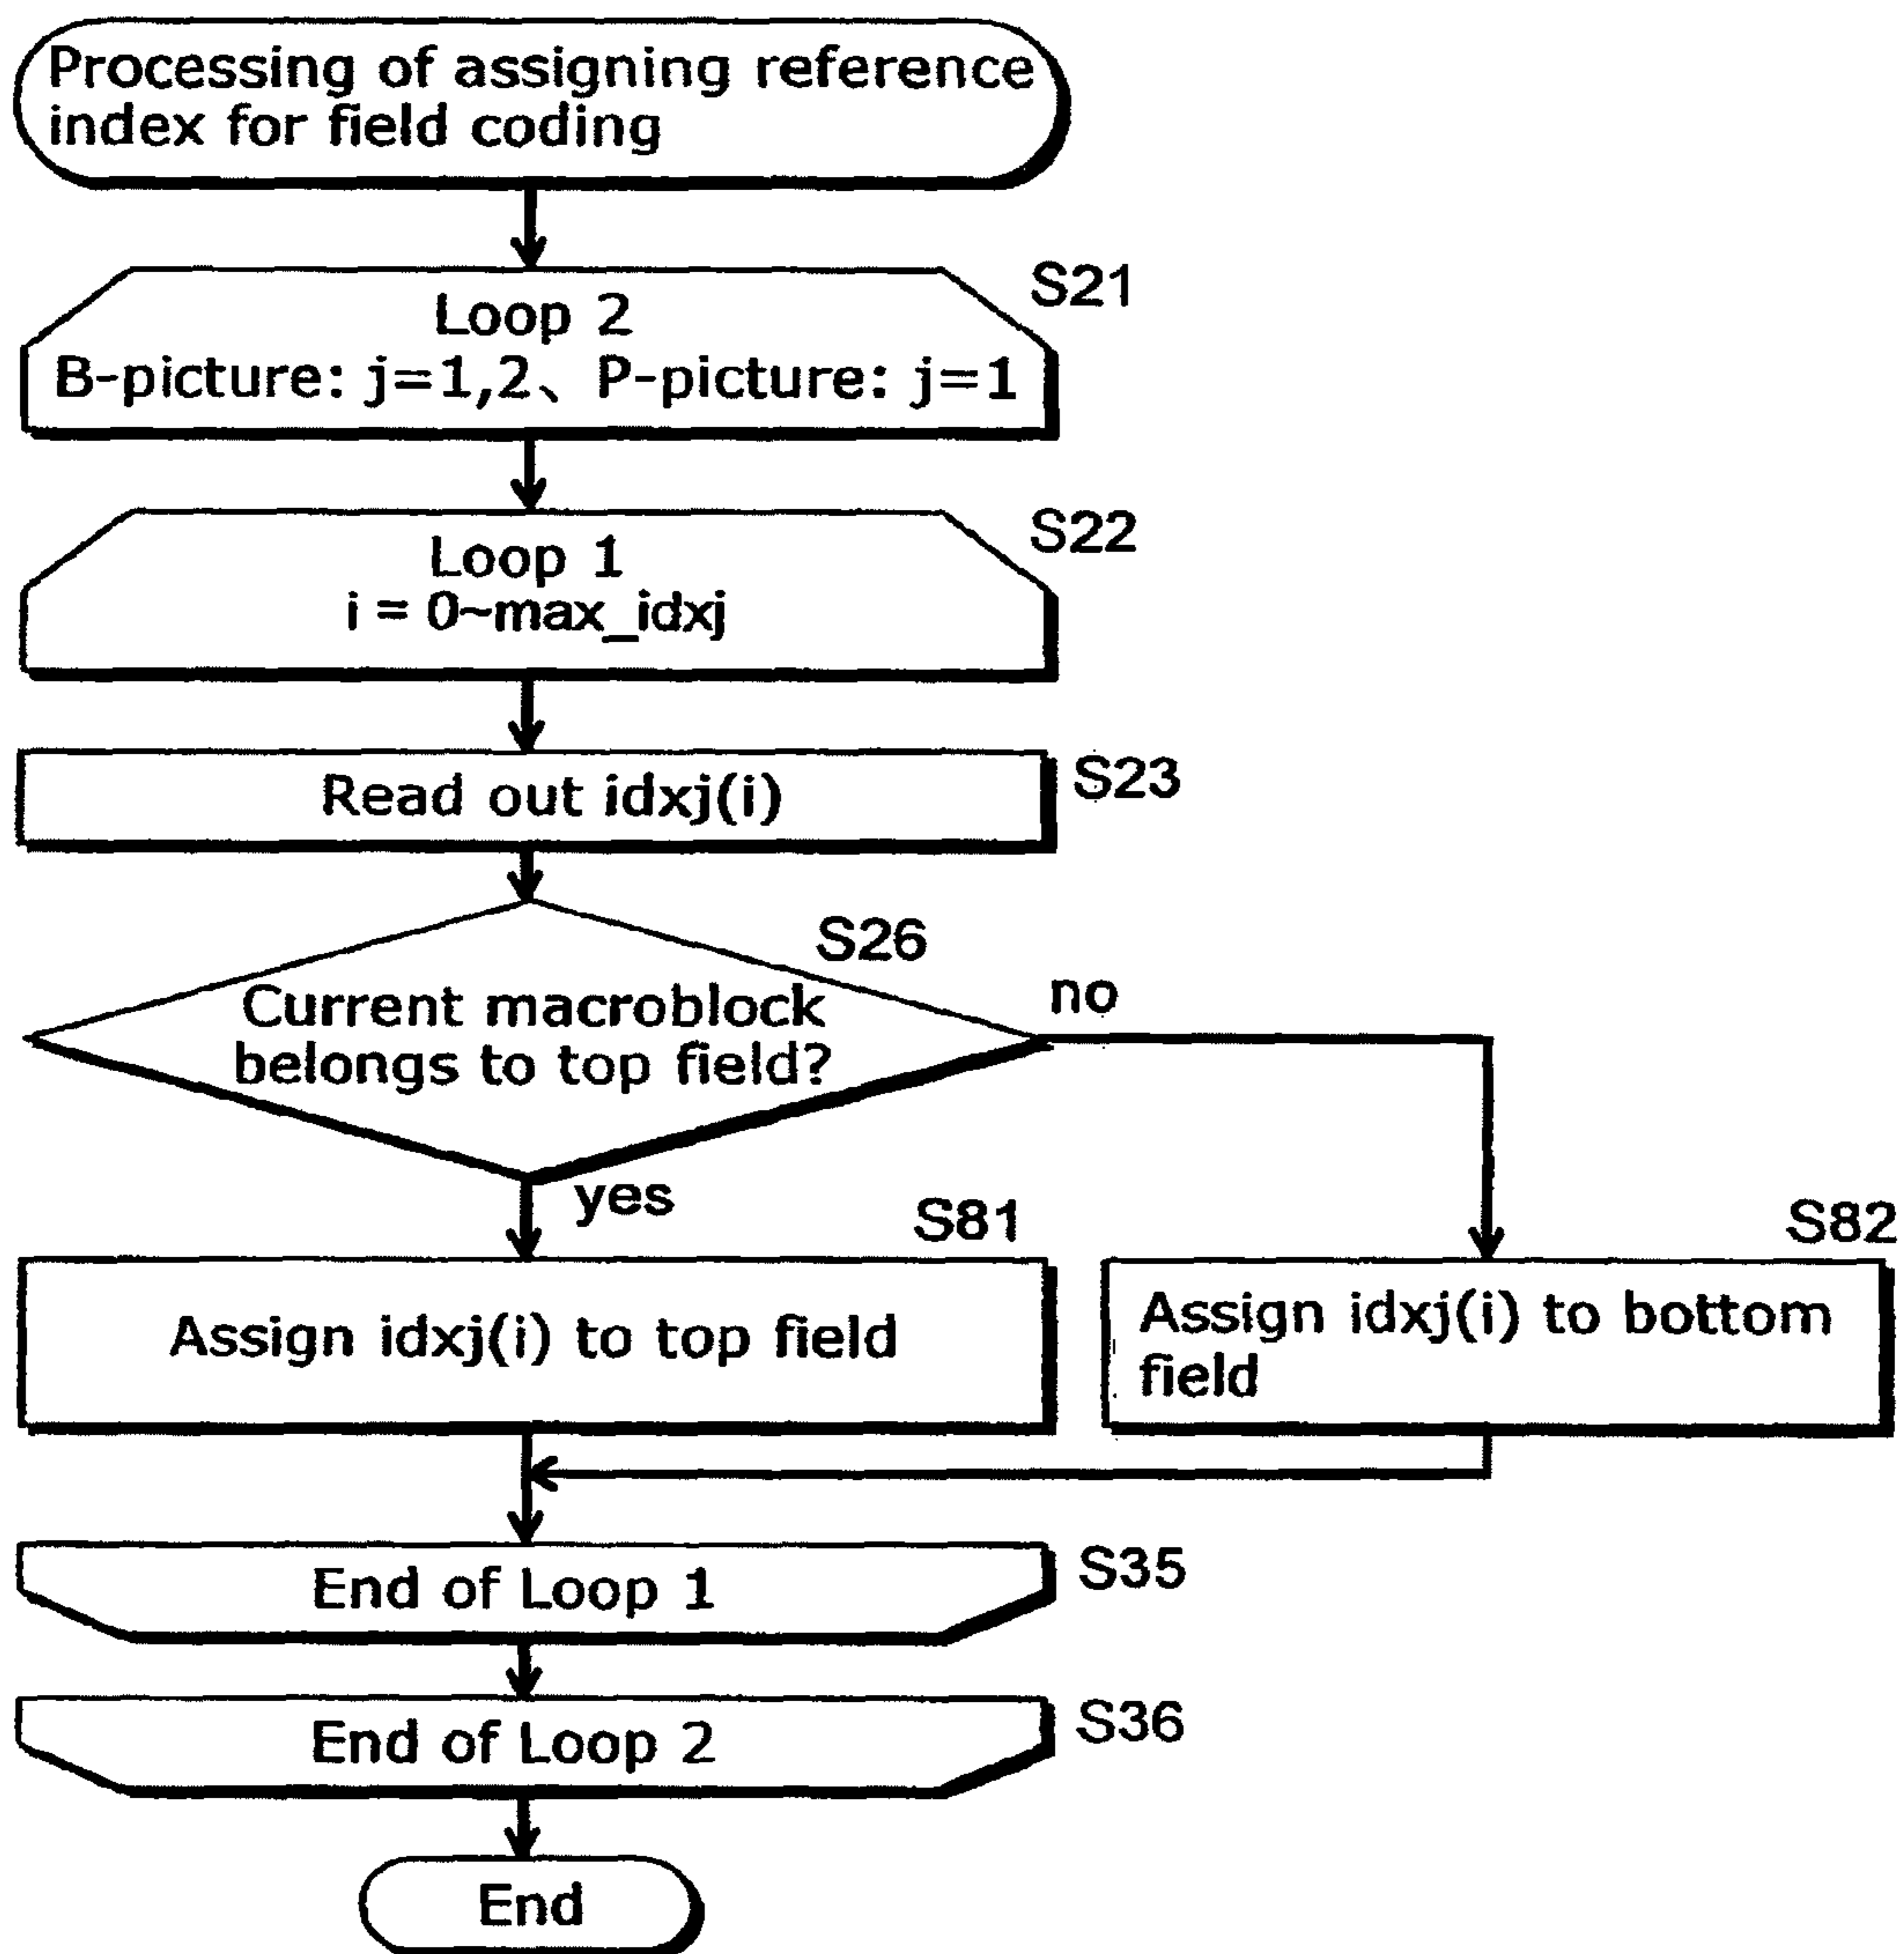 Processing of assigning reference
index for field coding
S21
Loop 2
B-picture: j=1,2、 P-picture: j=1
S22
Loop 1
i = 0~max_idxj
S23
Read out idxj(i)
S26
Current macroblock
belongs to top field?
no
yes
S81
S82
Assign idxj(i) to top field
Assign idxj(i) to bottom
field
End of Loop 1
S35
End of Loop 2
S36
End